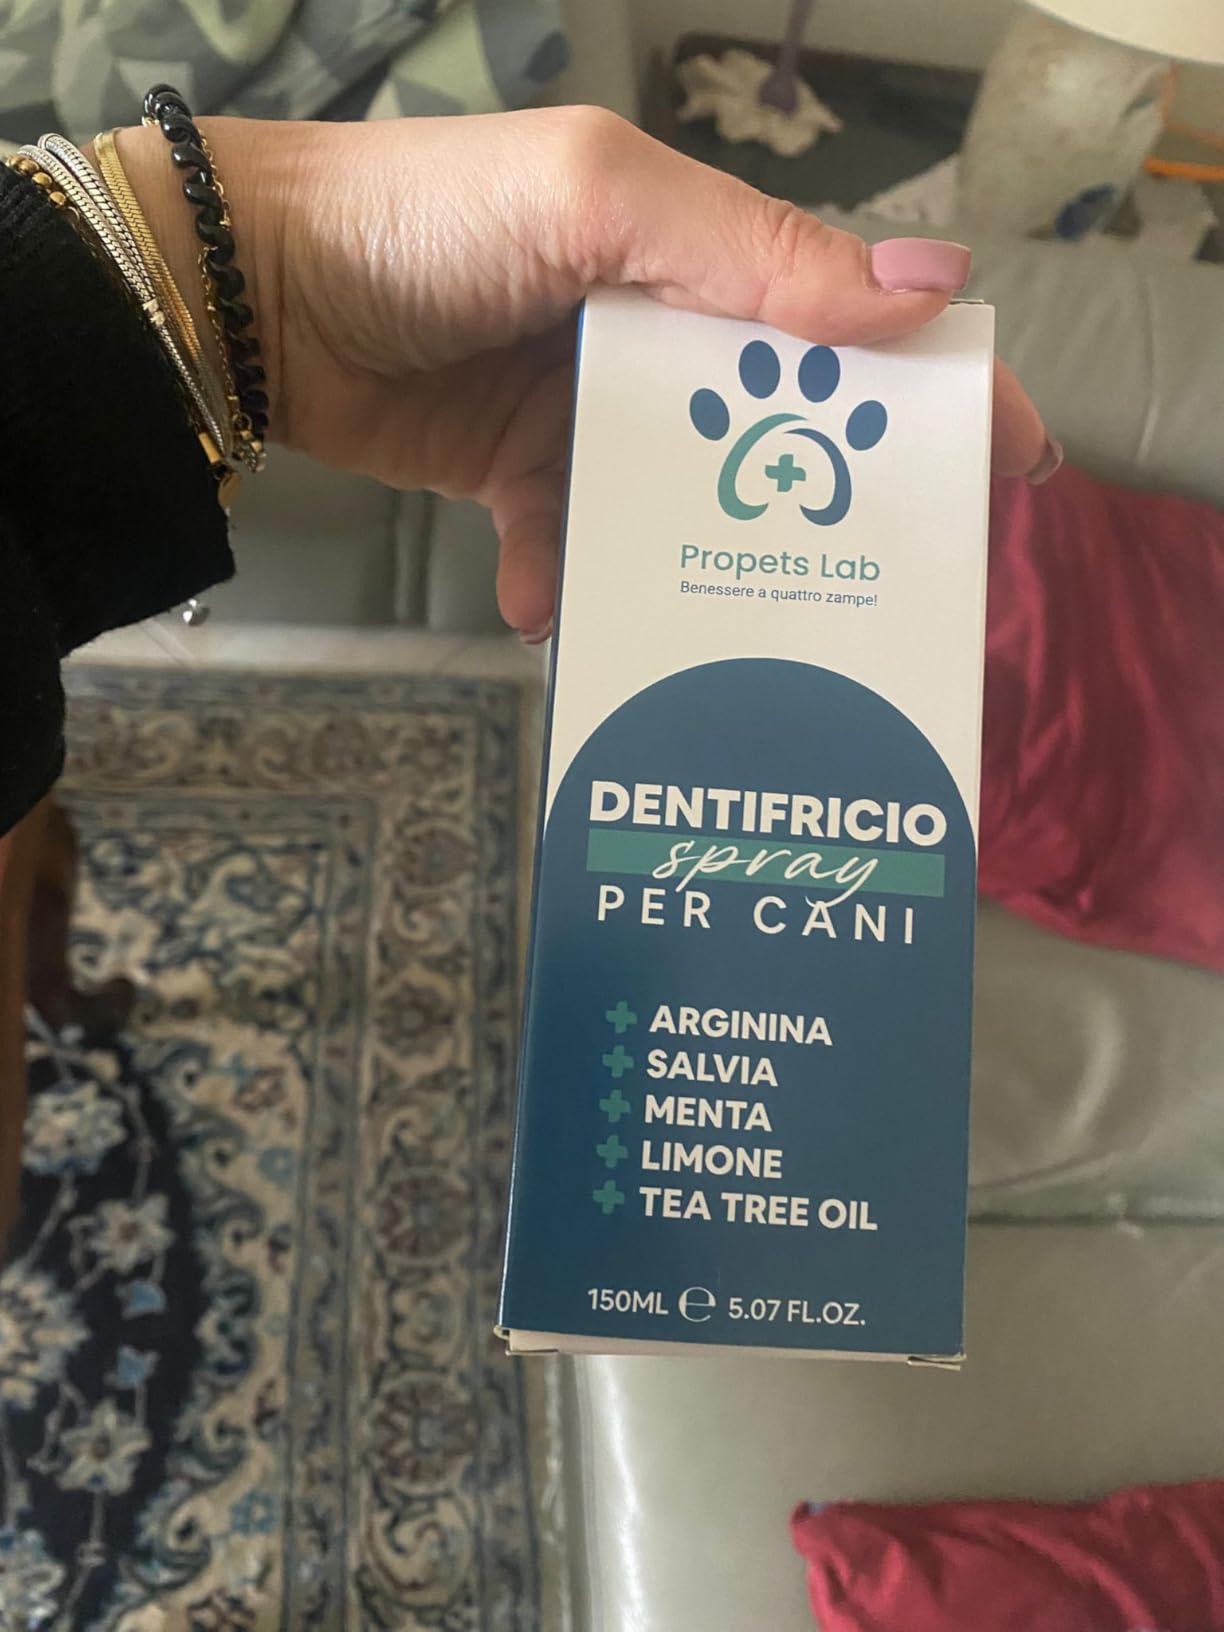 Propets Lab
Benessere a quattro zampe!
DENTIFRICIO
spray
PER CANI
ARGININA
SALVIA
MENTA
LIMONE
TEA TREE OIL
150ML ℮ 5.07 FL.OZ.